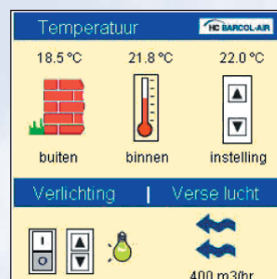 Temperatuur HC BARCOL-AIR
18.5 °C 21.8 °C 22.0 °C
buiten binnen instelling
Verlichting | Verse lucht
I
O
400 m3/hr